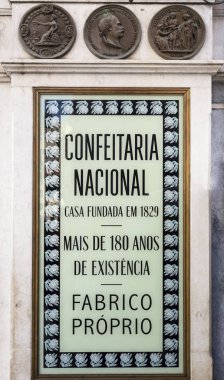 CONFEITARIA
NACIONAL
CASA FUNDADA EM 1829
MAIS DE 180 ANOS
DE EXISTÊNCIA
FABRICO
PRÓPRIO